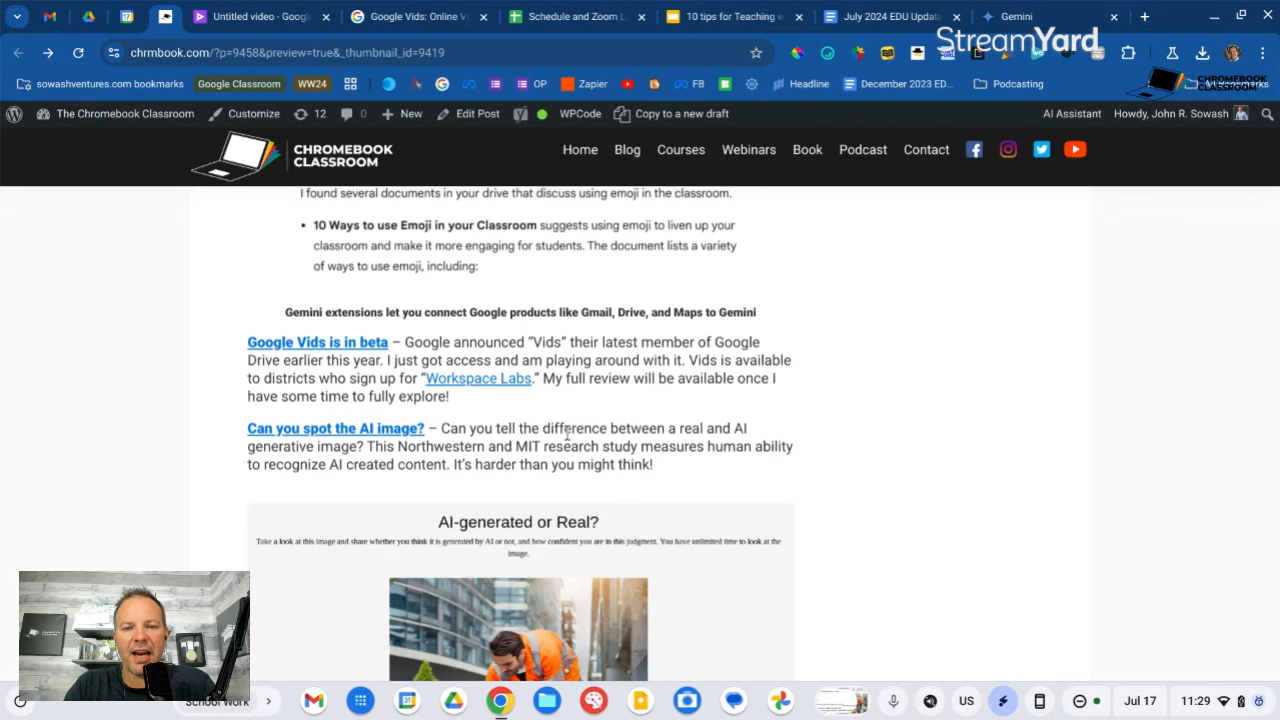 Untitled video - G
Google Vids: Online V
Schedule and Zoom L
10 tips for Teaching w
July 2024 EDU Update
Gemini
StreamYard
chrmbook.com/?p=9458&preview=true&_thumbnail_id=9419
sowashventures.com bookmarks
Google Classroom
WW24
OP
Zapier
FB
Headline
December 2023 ED...
Podcasting
CHROMEBOOK
CLASSROOM
The Chromebook Classroom
Customize
12
0
New
Edit Post
WPCode
Copy to a new draft
AI Assistant
Howdy, John R. Sowash
CHROMEBOOK
CLASSROOM
Home
Blog
Courses
Webinars
Book
Podcast
Contact
I found several documents in your drive that discuss using emoji in the classroom.
• 10 Ways to use Emoji in your Classroom suggests using emoji to liven up your
classroom and make it more engaging for students. The document lists a variety
of ways to use emoji, including:
Gemini extensions let you connect Google products like Gmail, Drive, and Maps to Gemini
Google Vids is in beta – Google announced “Vids” their latest member of Google
Drive earlier this year. I just got access and am playing around with it. Vids is available
to districts who sign up for “Workspace Labs.” My full review will be available once I
have some time to fully explore!
Can you spot the AI image? – Can you tell the difference between a real and AI
generative image? This Northwestern and MIT research study measures human ability
to recognize AI created content. It’s harder than you might think!
AI-generated or Real?
Take a look at this image and share whether you think it is generated by AI or not, and how confident you are in this judgment. You have unlimited time to look at the
image.
School Work
US
Jul 17
11:29